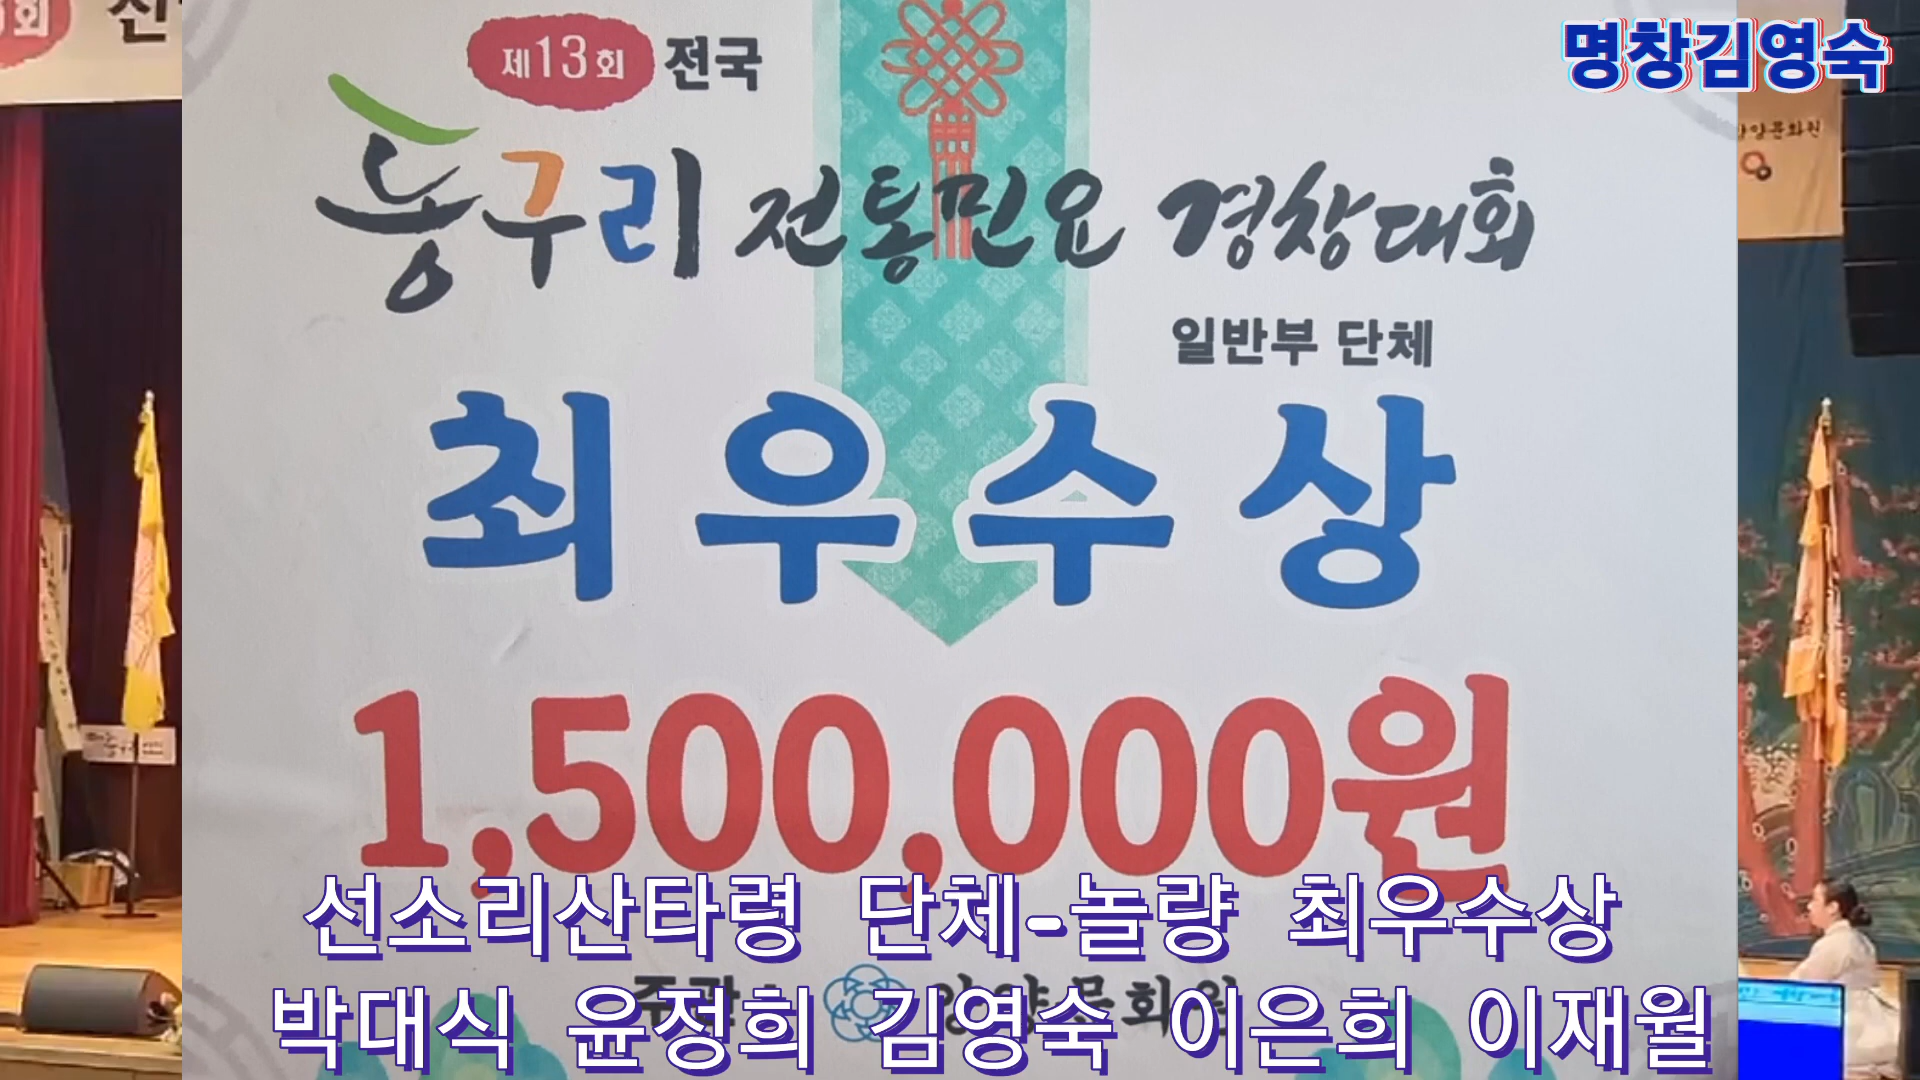 명창김영숙
제13회 전국
동구리 전통민요 경창대회
일반부 단체
최우수상
1,500,000원
선소리산타령 단체-놀량 최우수상
박대식 윤정희 김영숙 이은희 이재월